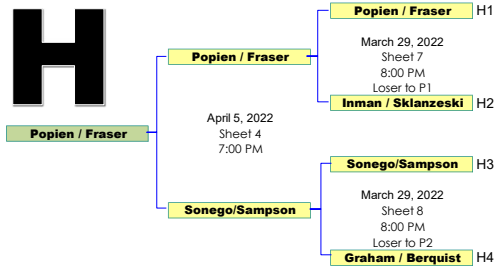 H
Popien / Fraser H1
March 29, 2022
Sheet 7
8:00 PM
Loser to P1
Inman / Sklanzeski H2
Popien / Fraser
April 5, 2022
Sheet 4
7:00 PM
Popien / Fraser
Sonego/Sampson H3
March 29, 2022
Sheet 8
8:00 PM
Loser to P2
Graham / Berquist H4
Sonego/Sampson